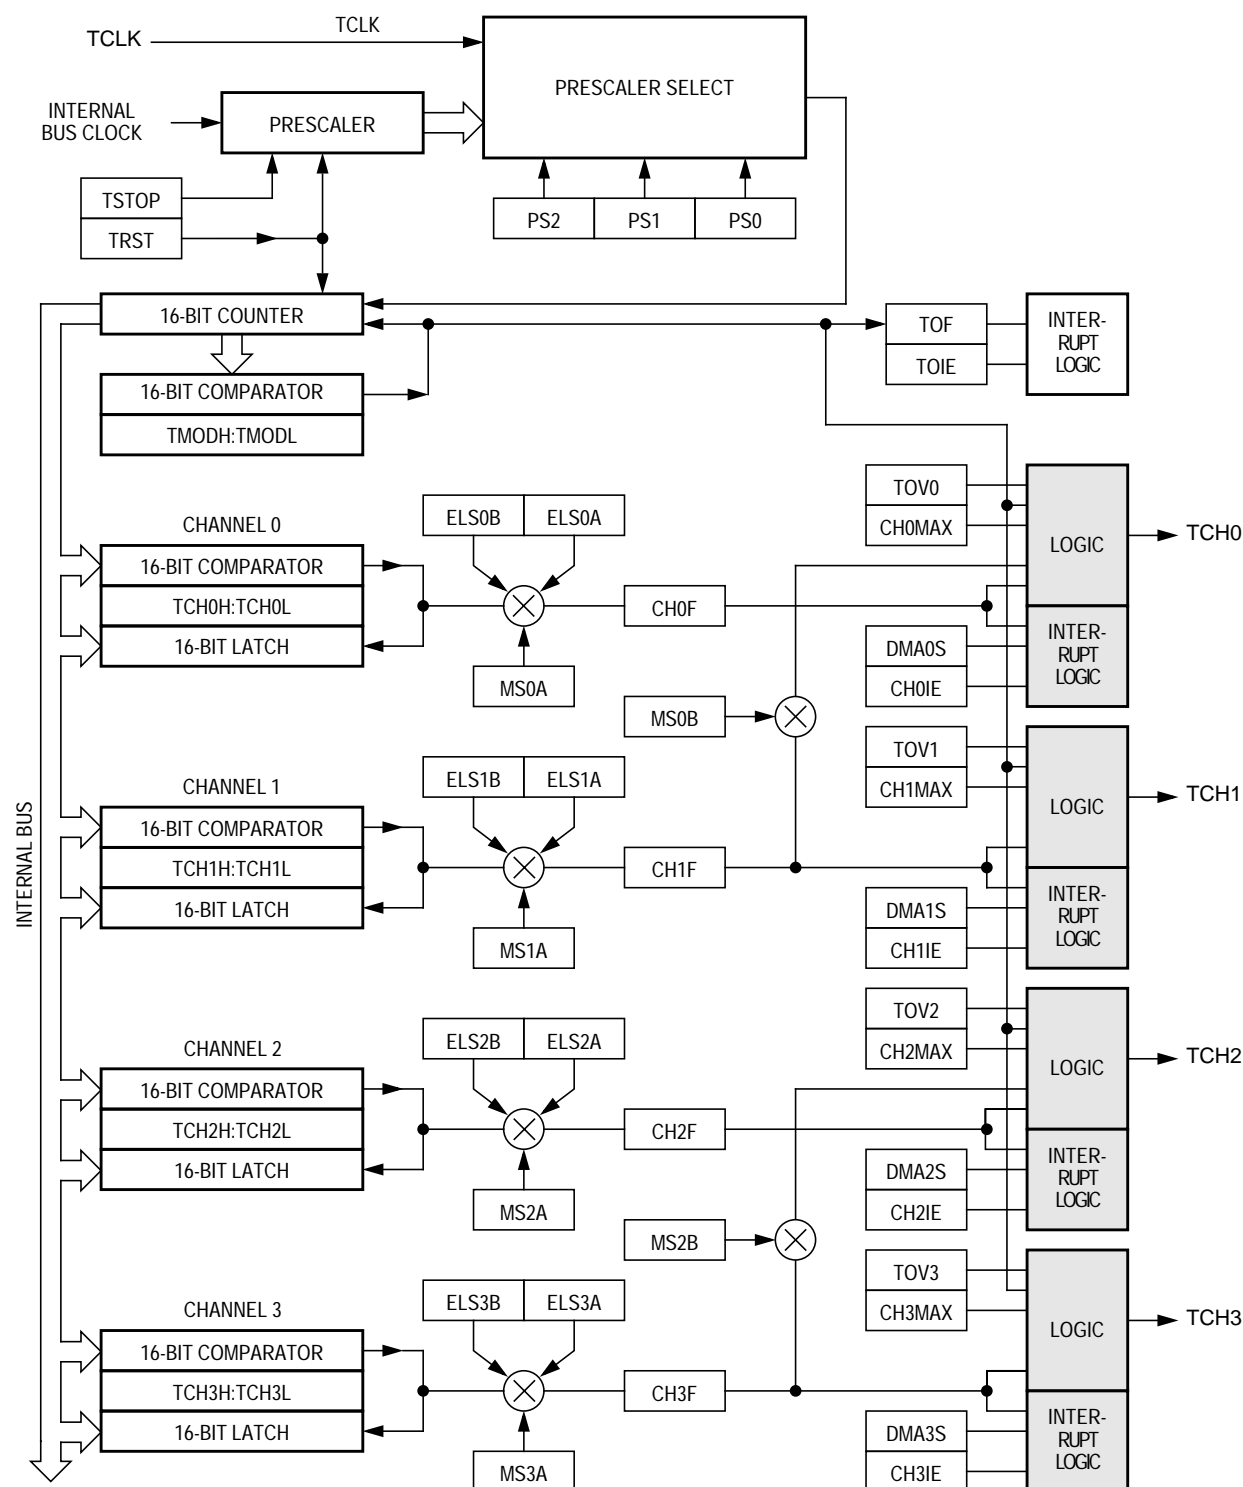 TCLK
TCLK
PRESCALER SELECT
INTERNAL
BUS CLOCK
PRESCALER
TSTOP
TRST
PS2
PS1
PS0
16-BIT COUNTER
16-BIT COMPARATOR
TMODH:TMODL
TOF
TOIE
INTER-
RUPT
LOGIC
INTERNAL BUS
CHANNEL 0
16-BIT COMPARATOR
TCH0H:TCH0L
16-BIT LATCH
ELS0B
ELS0A
MS0A
CH0F
MS0B
TOV0
CH0MAX
LOGIC
TCH0
DMA0S
CH0IE
INTER-
RUPT
LOGIC
CHANNEL 1
16-BIT COMPARATOR
TCH1H:TCH1L
16-BIT LATCH
ELS1B
ELS1A
MS1A
CH1F
TOV1
CH1MAX
LOGIC
TCH1
DMA1S
CH1IE
INTER-
RUPT
LOGIC
CHANNEL 2
16-BIT COMPARATOR
TCH2H:TCH2L
16-BIT LATCH
ELS2B
ELS2A
MS2A
CH2F
MS2B
TOV2
CH2MAX
LOGIC
TCH2
DMA2S
CH2IE
INTER-
RUPT
LOGIC
CHANNEL 3
16-BIT COMPARATOR
TCH3H:TCH3L
16-BIT LATCH
ELS3B
ELS3A
MS3A
CH3F
TOV3
CH3MAX
LOGIC
TCH3
DMA3S
CH3IE
INTER-
RUPT
LOGIC